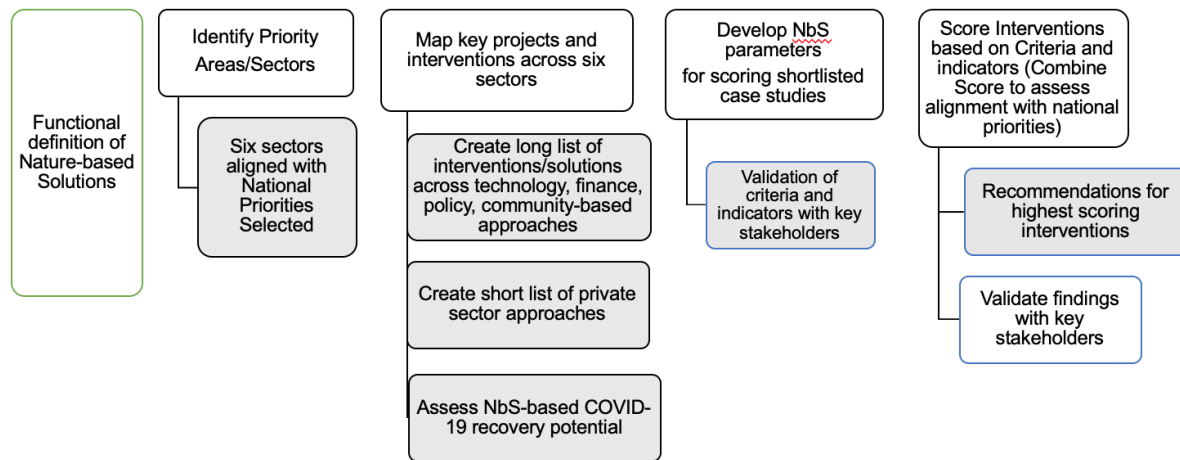 Functional
definition of
Nature-based
Solutions
Identify Priority
Areas/Sectors
Six sectors
aligned with
National
Priorities
Selected
Map key projects and
interventions across six
sectors
Create long list of
interventions/solutions
across technology, finance,
policy, community-based
approaches
Create short list of private
sector approaches
Assess NbS-based COVID-
19 recovery potential
Develop NbS
parameters
for scoring shortlisted
case studies
Validation of
criteria and
indicators with key
stakeholders
Score Interventions
based on Criteria and
indicators (Combine
Score to assess
alignment with national
priorities)
Recommendations for
highest scoring
interventions
Validate findings
with key
stakeholders